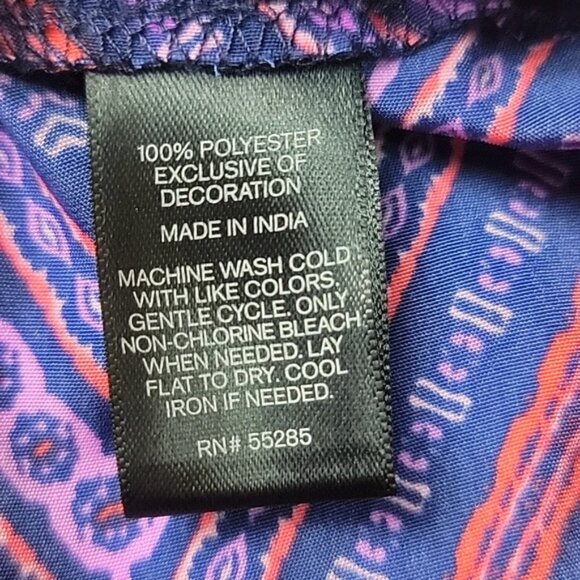 100% POLYESTER
EXCLUSIVE OF
DECORATION
MADE IN INDIA
MACHINE WASH COLD
WITH LIKE COLORS.
GENTLE CYCLE. ONLY
NON-CHLORINE BLEACH
WHEN NEEDED. LAY
FLAT TO DRY. COOL
IRON IF NEEDED.
RN# 55285